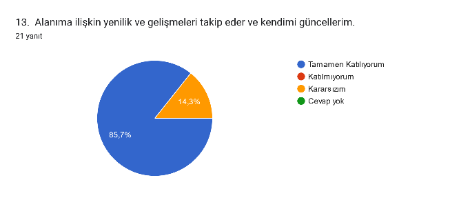 13. Alanıma ilişkin yenilik ve gelişmeleri takip eder ve kendimi güncellerim.
21 yanıt
Tamamen Katılıyorum
Katılmıyorum
Kararsızım
Cevap yok
14,3%
85,7%